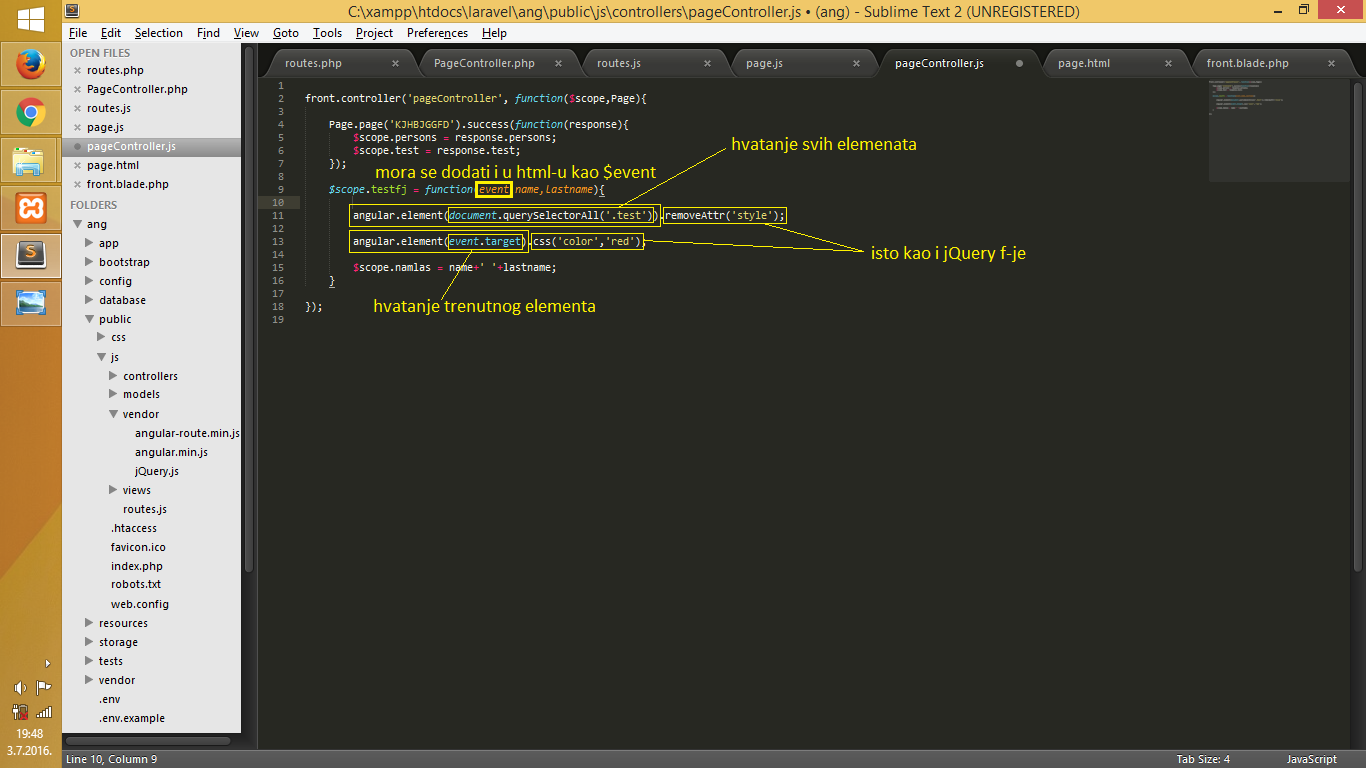 C:\xampp\htdocs\laravel\ang\public\js\controllers\pageController.js • (ang) - Sublime Text 2 (UNREGISTERED)
File Edit Selection Find View Goto Tools Project Preferences Help
OPEN FILES
routes.php
PageController.php
routes.js
page.js
pageController.js
page.html
front.blade.php
FOLDERS
ang
app
bootstrap
config
database
public
css
js
controllers
models
vendor
angular-route.min.js
angular.min.js
jQuery.js
views
routes.js
.htaccess
favicon.ico
index.php
robots.txt
web.config
resources
storage
tests
vendor
.env
.env.example
routes.php PageController.php routes.js page.js pageController.js page.html front.blade.php
1
2 front.controller('pageController', function($scope,Page){
3
4 Page.page('KJHBJGGFD').success(function(response){
5 $scope.persons = response.persons;
6 $scope.test = response.test;
7 });
8
9 $scope.testfj = function(event,name,lastname){
10
11 angular.element(document.querySelectorAll('.test')).removeAttr('style');
12
13 angular.element(event.target).css('color','red');
14
15 $scope.namlas = name+' '+lastname;
16 }
17
18 });
19
hvatanje svih elemenata
mora se dodati i u html-u kao $event
isto kao i jQuery f-je
hvatanje trenutnog elementa
19:48
3.7.2016.
Line 10, Column 9
Tab Size: 4
JavaScript